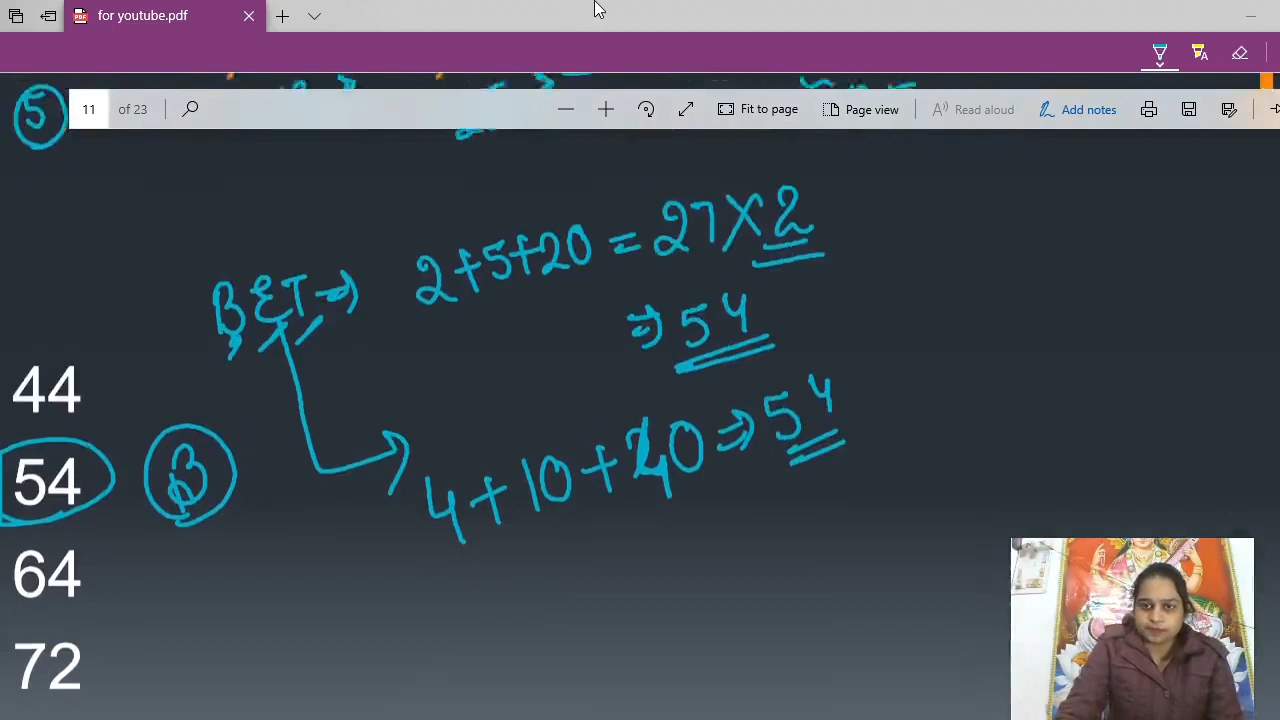 for youtube.pdf
5
11 of 23 Fit to page Page view Read aloud Add notes
BET ⇒ 2+5+20 = 27×2
⇒ 54
4+10+40 ⇒ 54
44
54 B
64
72